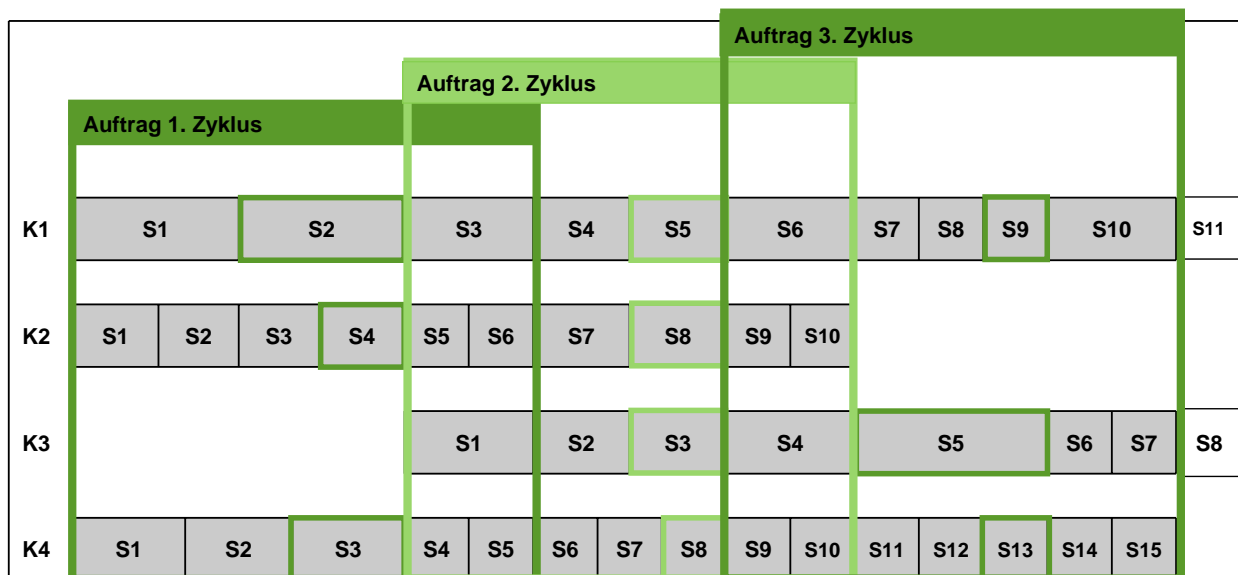 Auftrag 3. Zyklus
Auftrag 2. Zyklus
Auftrag 1. Zyklus
K1 S1 S2 S3 S4 S5 S6 S7 S8 S9 S10 S11
K2 S1 S2 S3 S4 S5 S6 S7 S8 S9 S10
K3 S1 S2 S3 S4 S5 S6 S7 S8
K4 S1 S2 S3 S4 S5 S6 S7 S8 S9 S10 S11 S12 S13 S14 S15